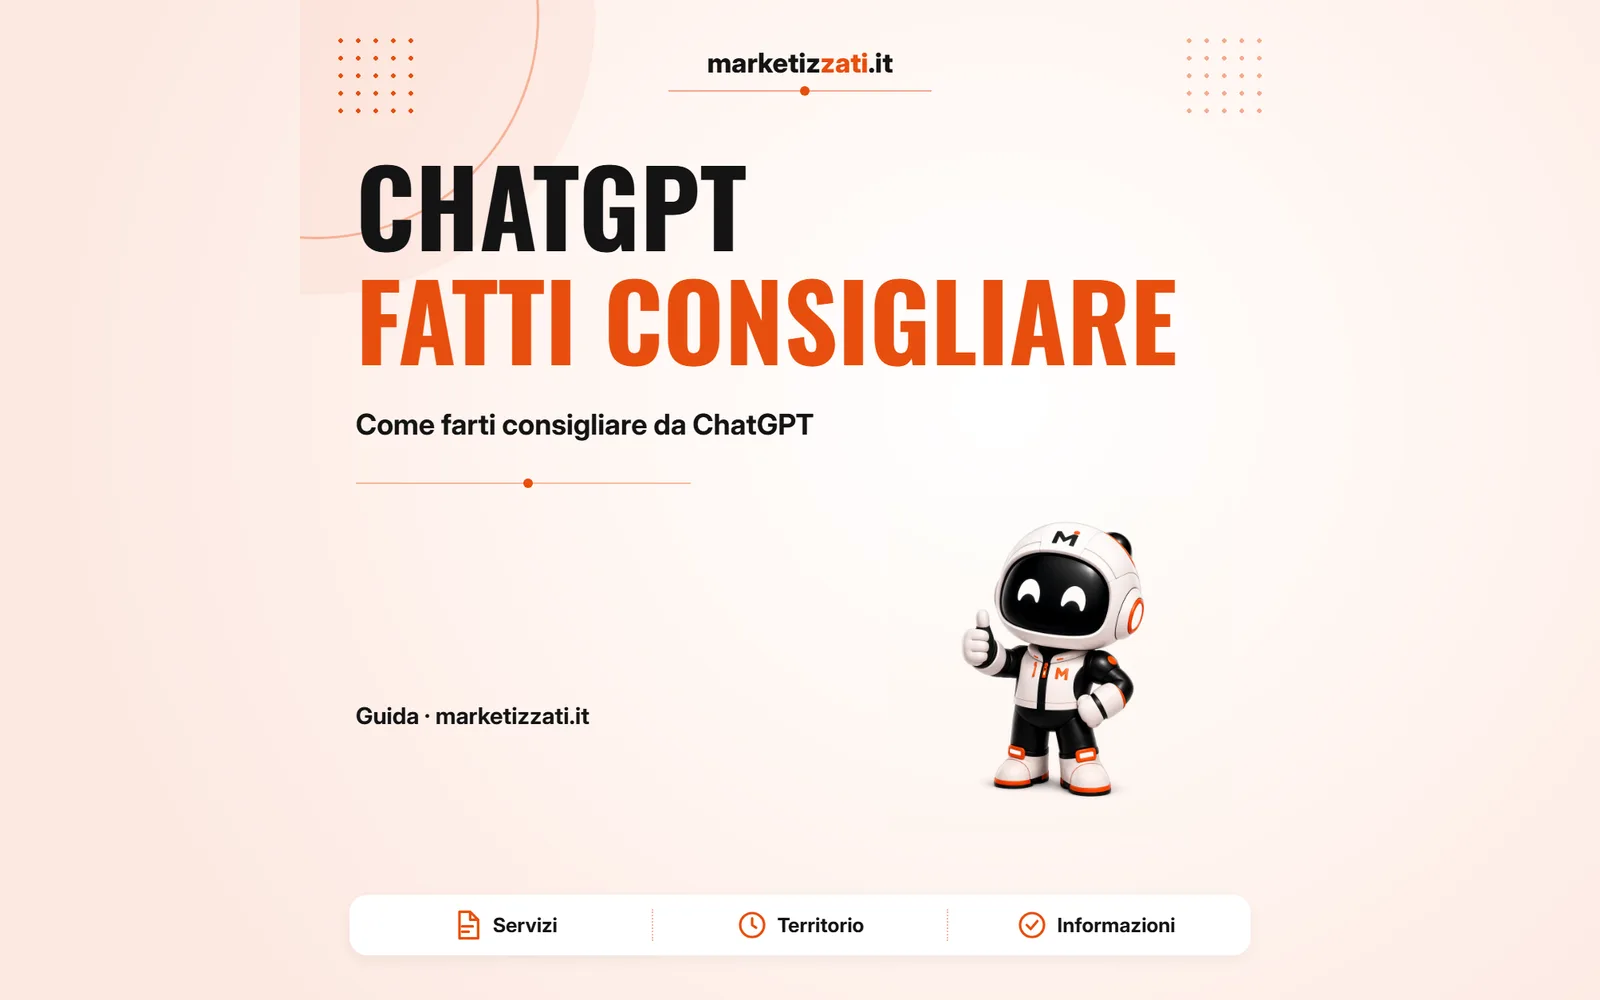 marketizzati.it
CHATGPT
FATTI CONSIGLIARE
Come farti consigliare da ChatGPT
M
M
Guida · marketizzati.it
Servizi
Territorio
Informazioni